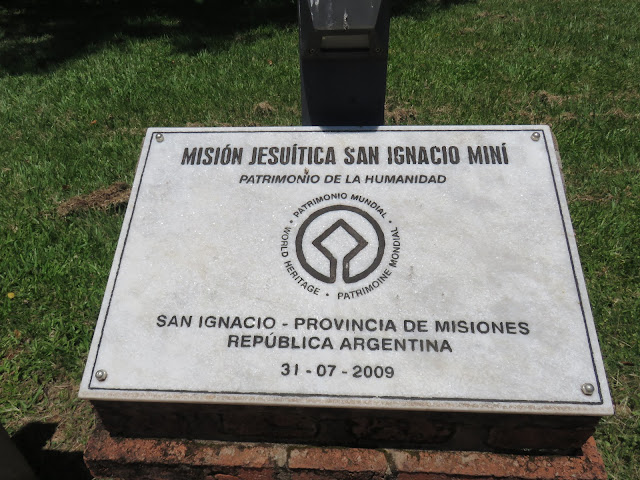 MISIÓN JESUÍTICA SAN IGNACIO MINÍ
PATRIMONIO DE LA HUMANIDAD
• PATRIMONIO MUNDIAL •
WORLD HERITAGE •
PATRIMOINE MONDIAL
SAN IGNACIO - PROVINCIA DE MISIONES
REPÚBLICA ARGENTINA
31 - 07 - 2009